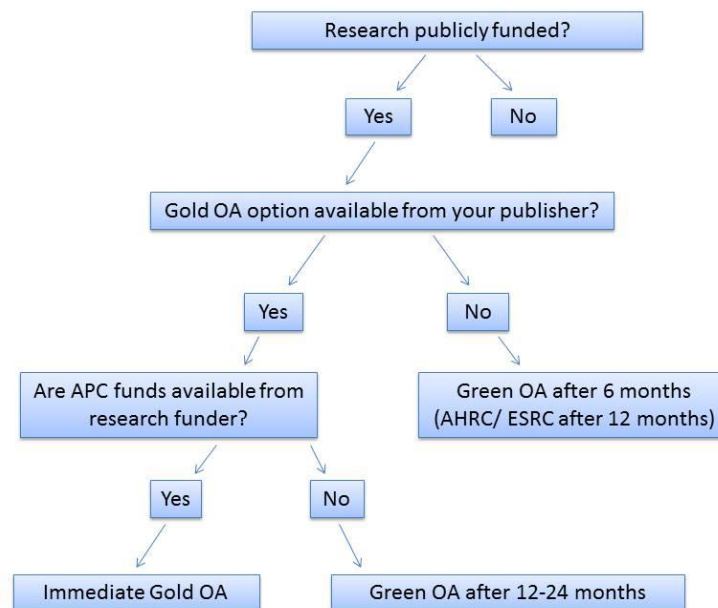 Research publicly funded?
Yes
No
Gold OA option available from your publisher?
Yes
No
Are APC funds available from
research funder?
Green OA after 6 months
(AHRC/ ESRC after 12 months)
Yes
No
Immediate Gold OA
Green OA after 12-24 months